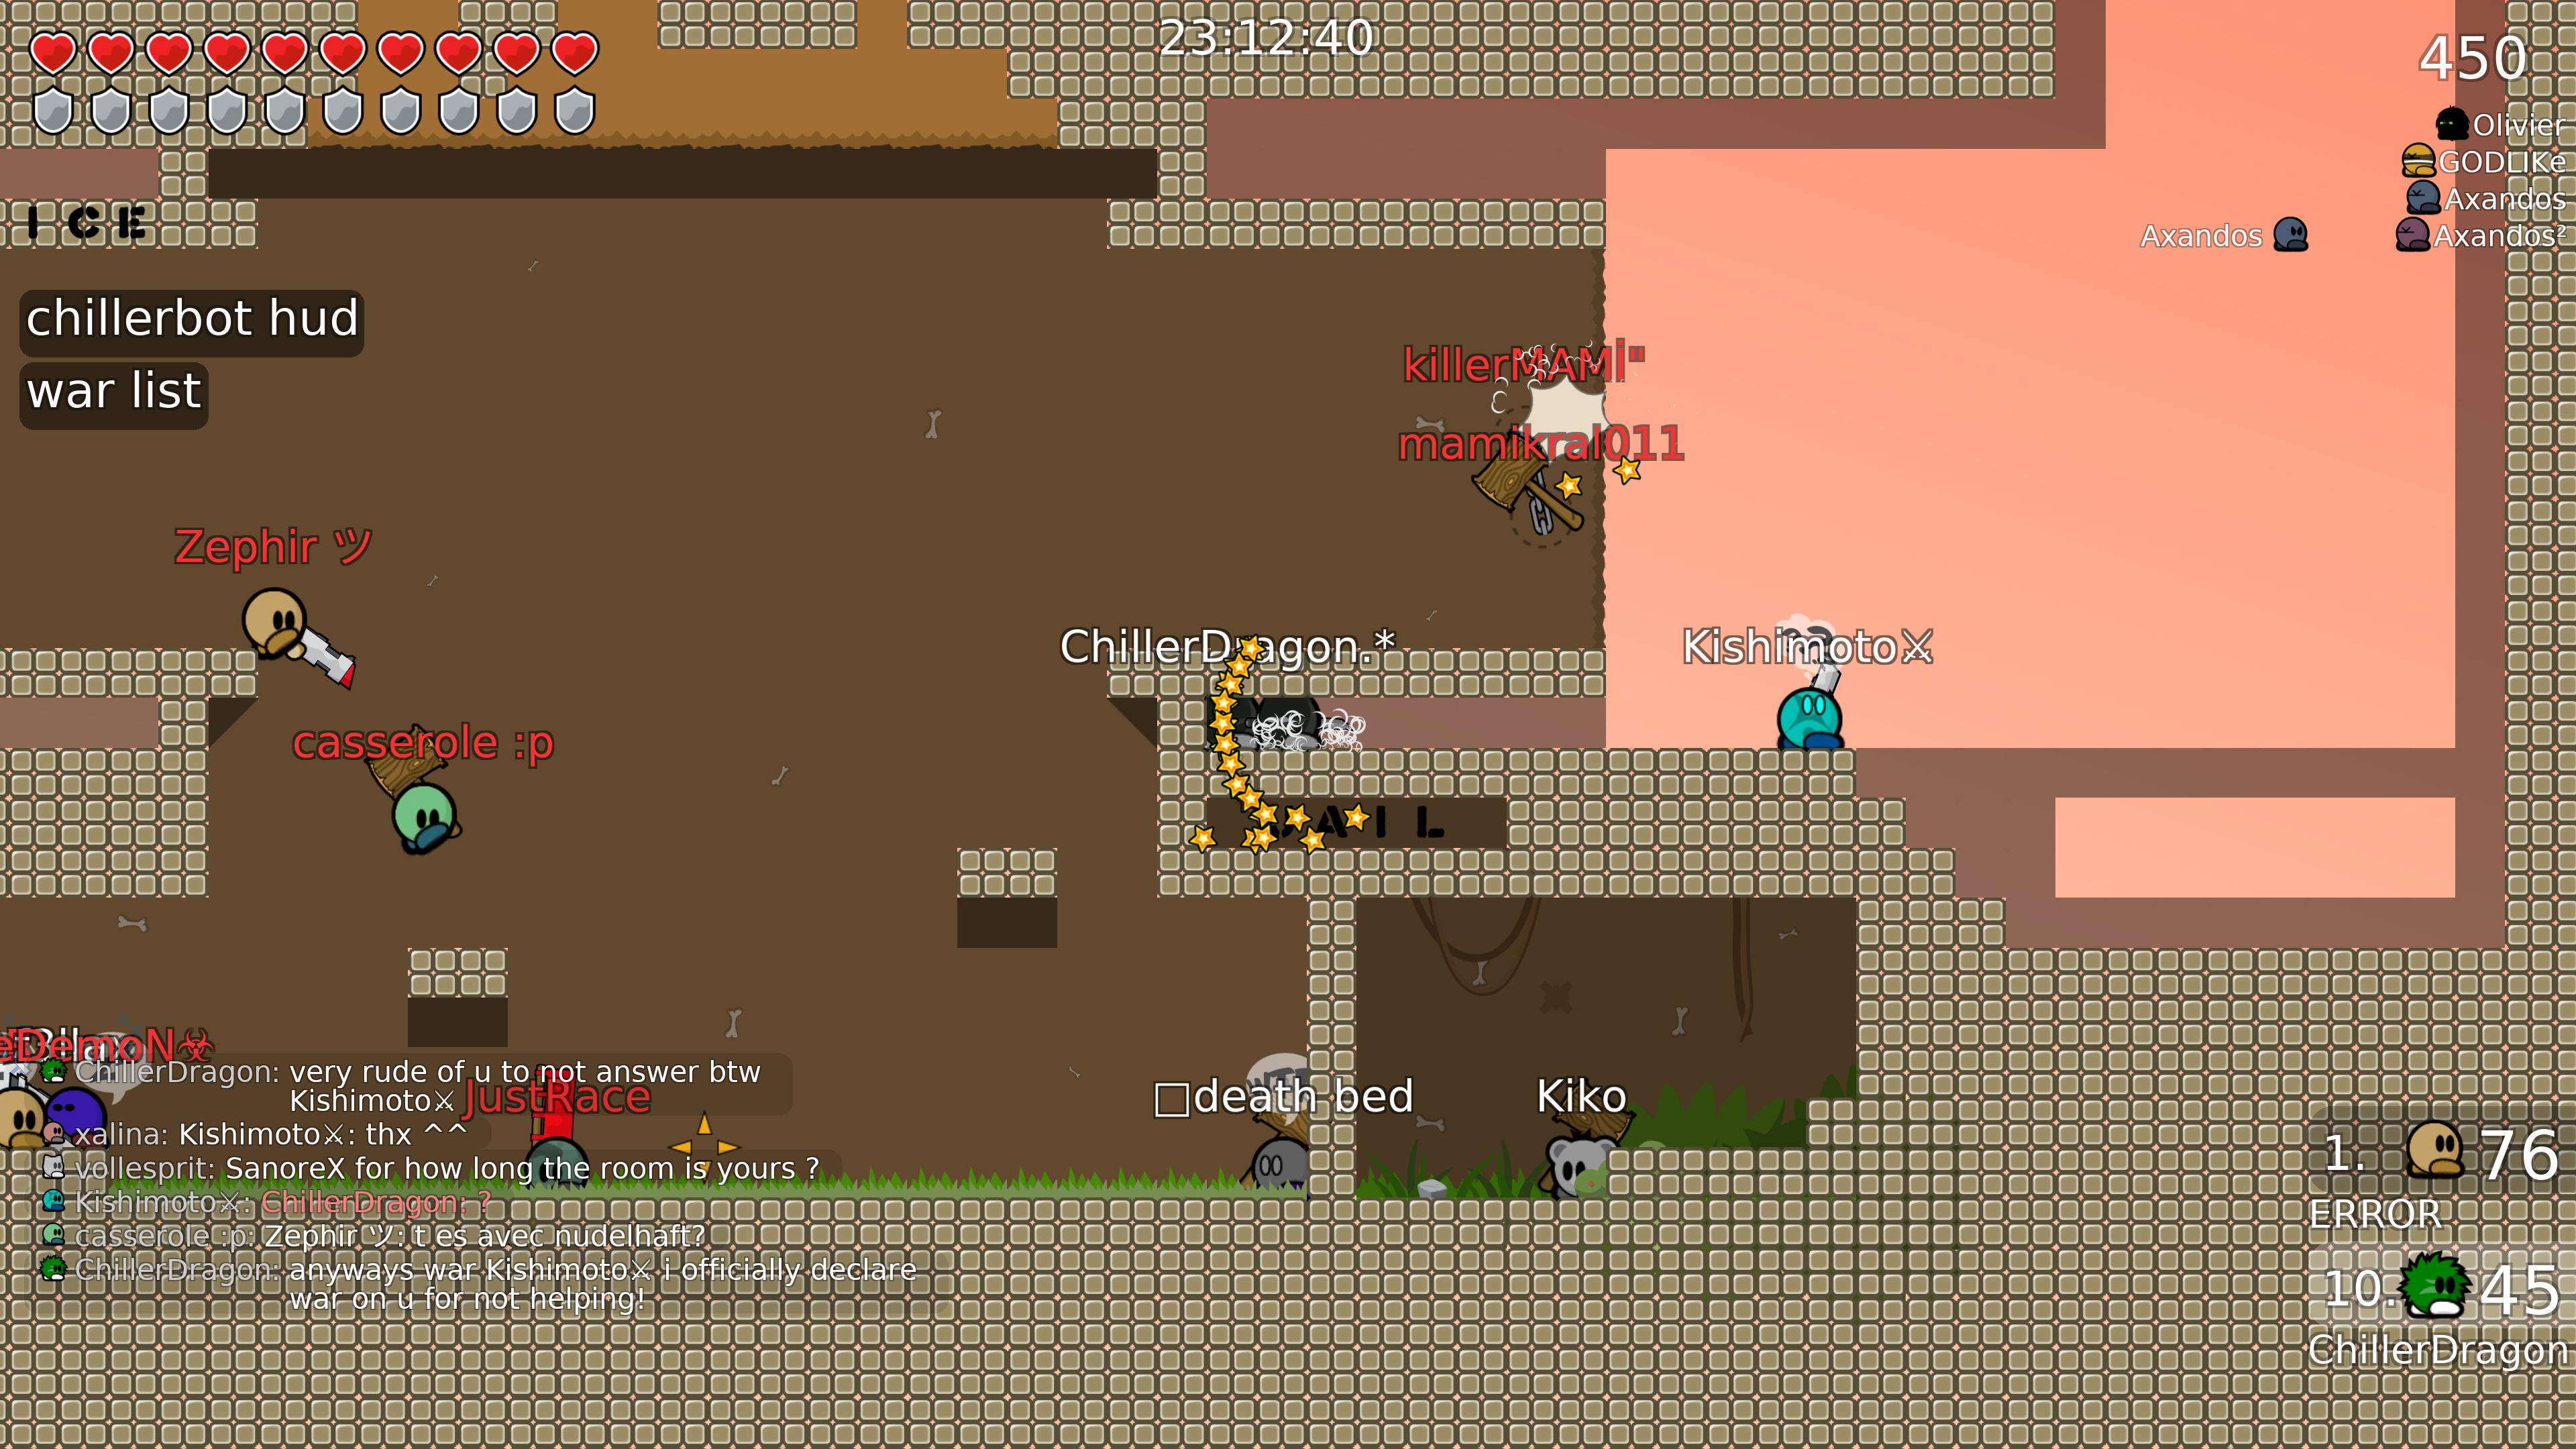 23:12:40
450
Olivier
GODLIKe
Axandos
Axandos Axandos²
I C E
chillerbot hud
war list
killerMAMİ"
mamikral011
Zephir ツ
ChillerDragon.*
Kishimoto⚔
casserole :p
J A I L
DemoN☣
JustRace
□death bed
Kiko
ChillerDragon: very rude of u to not answer btw
Kishimoto⚔
xalina: Kishimoto⚔: thx ^^
vollesprit: SanoreX for how long the room is yours ?
Kishimoto⚔: ChillerDragon: ?
casserole :p: Zephir ツ: t es avec nudelhaft?
ChillerDragon: anyways war Kishimoto⚔ i officially declare
war on u for not helping!
1. 76
ERROR
10. 45
ChillerDragon